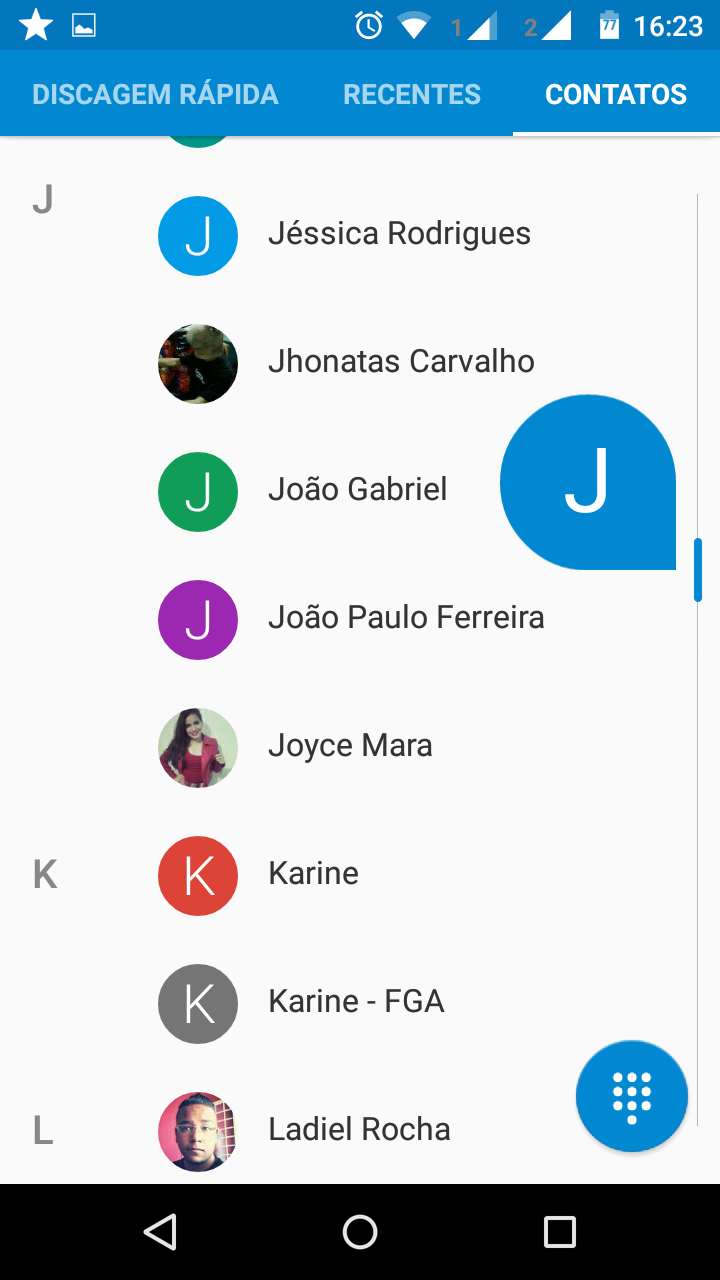 1 2 77 16:23
DISCAGEM RÁPIDA RECENTES CONTATOS
J
J Jéssica Rodrigues
Jhonatas Carvalho
J João Gabriel J
J João Paulo Ferreira
Joyce Mara
K K Karine
K Karine - FGA
L Ladiel Rocha